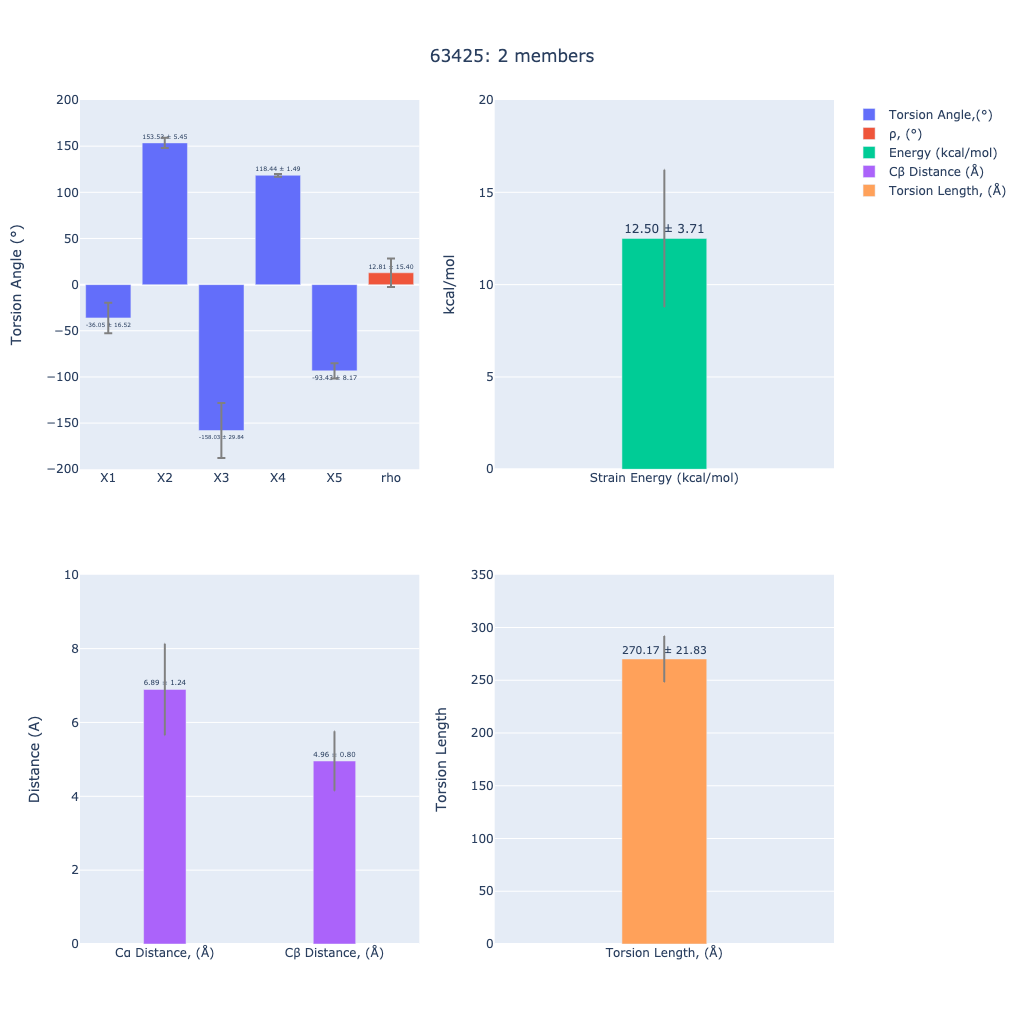 63425: 2 members
Torsion Angle (°)
200
150
100
50
0
−50
−100
−150
−200
-36.05 ± 16.52
153.52 ± 5.45
-158.03 ± 29.84
118.44 ± 1.49
-93.43 ± 8.17
12.81 ± 15.40
X1 X2 X3 X4 X5 rho
kcal/mol
20
15
10
5
0
12.50 ± 3.71
Strain Energy (kcal/mol)
Torsion Angle,(°)
ρ, (°)
Energy (kcal/mol)
Cβ Distance (Å)
Torsion Length, (Å)
Distance (A)
10
8
6
4
2
0
6.89 ± 1.24
4.96 ± 0.80
Cα Distance, (Å) Cβ Distance, (Å)
Torsion Length
350
300
250
200
150
100
50
0
270.17 ± 21.83
Torsion Length, (Å)